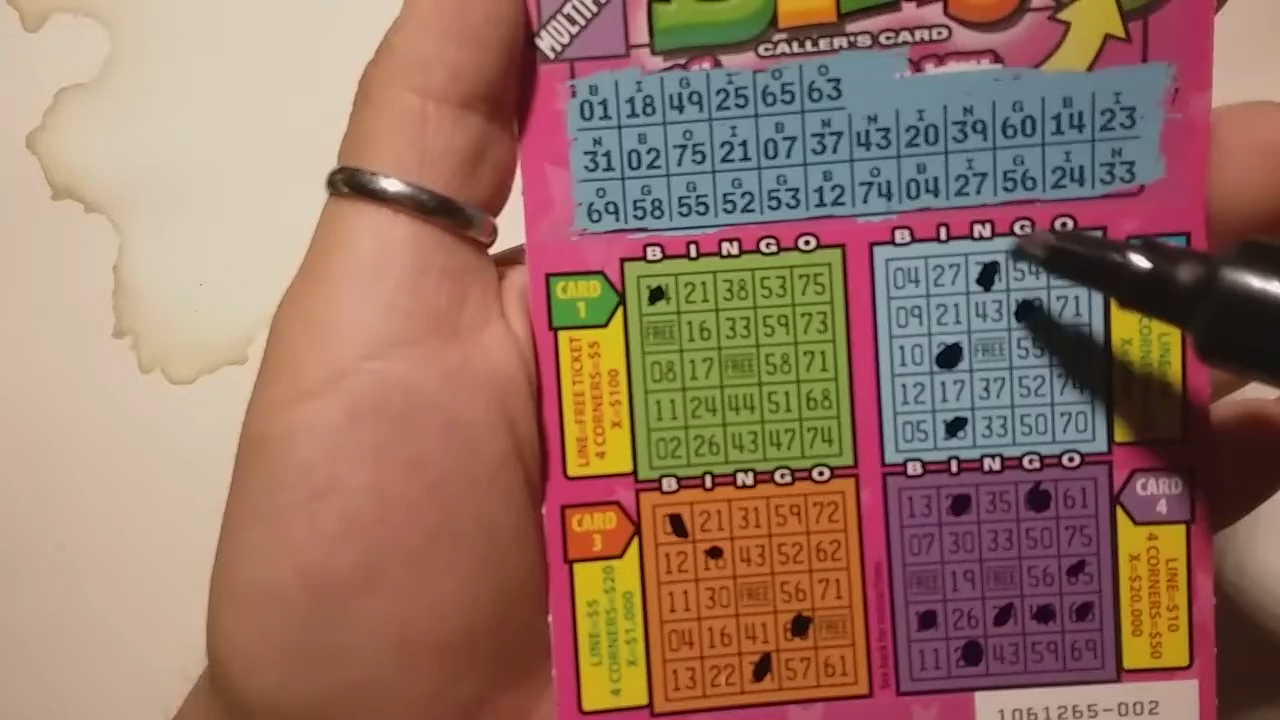 CALLER'S CARD
B I G I O O
01 18 49 25 65 63
N B O I B N N I N G B I
31 02 75 21 07 37 43 20 39 60 14 23
O G G G G B O B I G I N
69 58 55 52 53 12 74 04 27 56 24 33
B I N G O
CARD 1
LINE=FREE TICKET
4 CORNERS=$5
X=$100
21 38 53 75
FREE 16 33 59 73
08 17 FREE 58 71
11 24 44 51 68
02 26 43 47 74
B I N G O
04 27 54
09 21 43 71
10 FREE 55
12 17 37 52 74
05 33 50 70
B I N G O
CARD 3
LINE=$5
4 CORNERS=$20
X=$1,000
21 31 59 72
12 43 52 62
11 30 FREE 56 71
04 16 41 FREE
13 22 57 61
B I N G O
CARD 4
LINE=$10
4 CORNERS=$50
X=$20,000
13 35 61
07 30 33 50 75
FREE 19 FREE 56
26
11 43 59 69
1061265-002